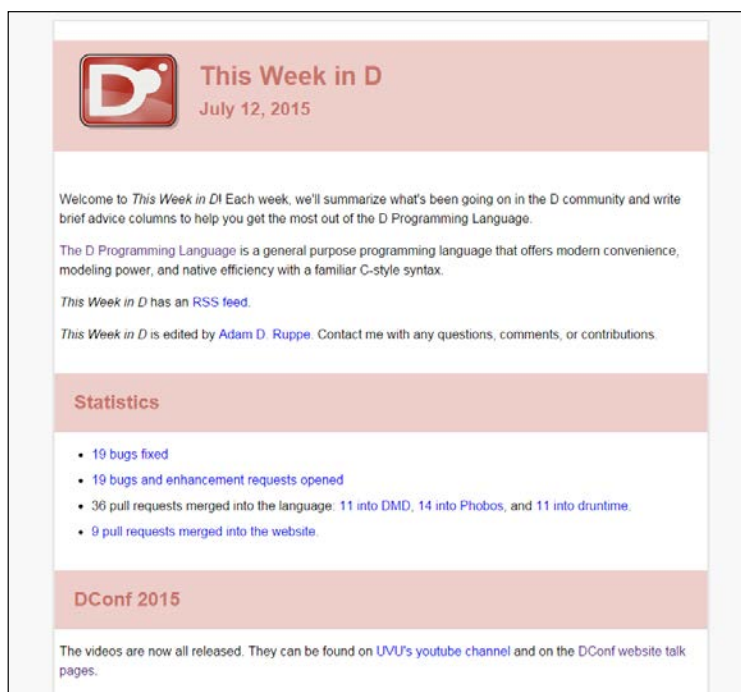 D
This Week in D
July 12, 2015
Welcome to This Week in D! Each week, we'll summarize what's been going on in the D community and write
brief advice columns to help you get the most out of the D Programming Language.
The D Programming Language is a general purpose programming language that offers modern convenience,
modeling power, and native efficiency with a familiar C-style syntax.
This Week in D has an RSS feed.
This Week in D is edited by Adam D. Ruppe. Contact me with any questions, comments, or contributions.
Statistics
• 19 bugs fixed
• 19 bugs and enhancement requests opened
• 36 pull requests merged into the language: 11 into DMD, 14 into Phobos, and 11 into druntime.
• 9 pull requests merged into the website.
DConf 2015
The videos are now all released. They can be found on UVU's youtube channel and on the DConf website talk
pages.